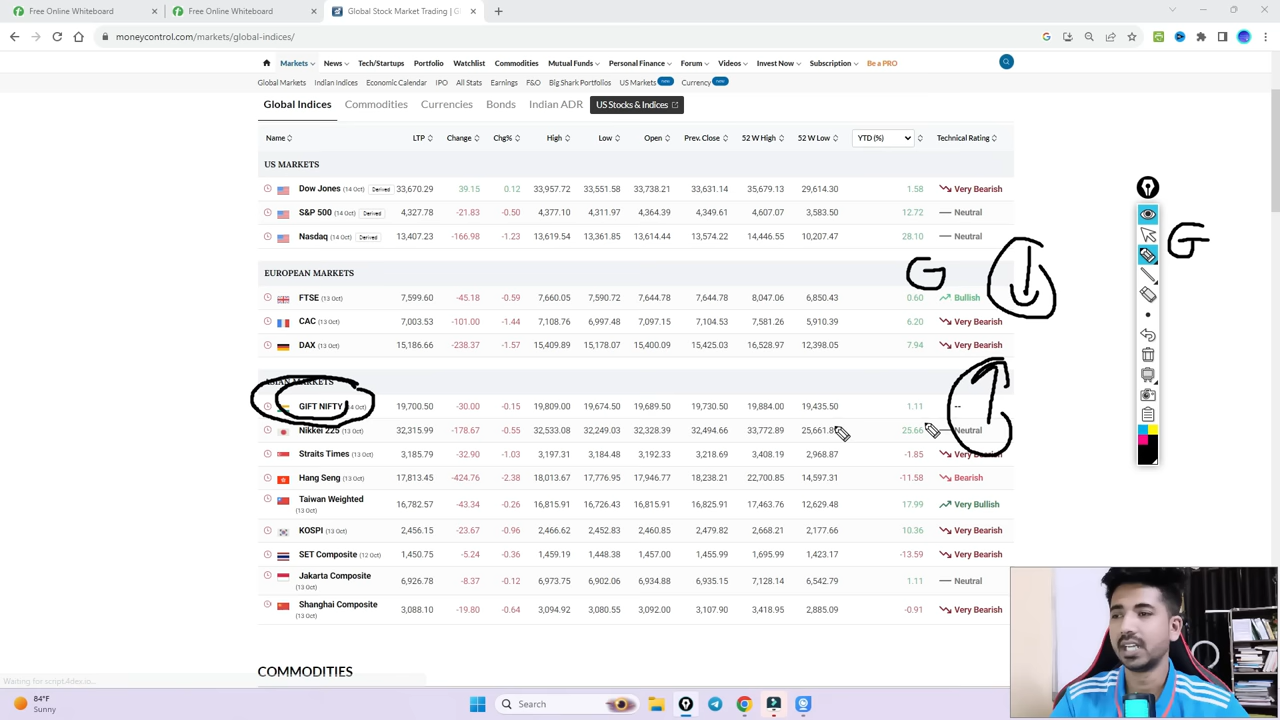 Free Online Whiteboard
Free Online Whiteboard
Global Stock Market Trading | Gl
moneycontrol.com/markets/global-indices/
Markets News Tech/Startups Portfolio Watchlist Commodities Mutual Funds Personal Finance Forum Videos Invest Now Subscription Be a PRO
Global Markets Indian Indices Economic Calendar IPO All Stats Earnings F&O Big Shark Portfolios US Markets Currency
Global Indices Commodities Currencies Bonds Indian ADR US Stocks & Indices
Name LTP Change Chg% High Low Open Prev. Close 52 W High 52 W Low YTD (%) Technical Rating
US MARKETS
Dow Jones (14 Oct) Derived 33,670.29 39.15 0.12 33,957.72 33,551.58 33,738.21 33,631.14 35,679.13 29,614.30 1.58 Very Bearish
S&P 500 (14 Oct) Derived 4,327.78 -21.83 -0.50 4,377.10 4,311.97 4,364.39 4,349.61 4,607.07 3,583.50 12.72 Neutral
Nasdaq (14 Oct) Derived 13,407.23 -166.98 -1.23 13,619.54 13,361.85 13,614.44 13,574.22 14,446.55 10,207.47 28.10 Neutral
G
EUROPEAN MARKETS
G
FTSE (13 Oct) 7,599.60 -45.18 -0.59 7,660.05 7,590.72 7,644.78 7,644.78 8,047.06 6,850.43 0.60 Bullish
CAC (13 Oct) 7,003.53 -101.00 -1.44 7,108.76 6,997.48 7,097.15 7,104.53 7,581.26 5,910.39 6.20 Very Bearish
DAX (13 Oct) 15,186.66 -238.37 -1.57 15,409.89 15,178.07 15,400.09 15,425.03 16,528.97 12,398.05 7.94 Very Bearish
ASIAN MARKETS
GIFT NIFTY (14 Oct) 19,700.50 -30.00 -0.15 19,809.00 19,674.50 19,689.50 19,730.50 19,884.00 19,435.50 1.11 --
Nikkei 225 (13 Oct) 32,315.99 -178.67 -0.55 32,533.08 32,249.03 32,328.39 32,494.66 33,772.89 25.66 Neutral
Straits Times (13 Oct) 3,185.79 -32.90 -1.03 3,197.31 3,184.48 3,192.33 3,218.69 3,408.19 2,968.87 -1.85 Very Bearish
Hang Seng (13 Oct) 17,813.45 -424.76 -2.38 18,013.67 17,776.95 17,946.77 18,238.21 22,700.85 14,597.31 -11.58 Bearish
Taiwan Weighted
(13 Oct) 16,782.57 -43.34 -0.26 16,815.91 16,726.43 16,815.91 16,825.91 17,463.76 12,629.48 17.99 Very Bullish
KOSPI (13 Oct) 2,456.15 -23.67 -0.96 2,466.62 2,452.83 2,460.85 2,479.82 2,668.21 2,177.66 10.36 Very Bearish
SET Composite (12 Oct) 1,450.75 -5.24 -0.36 1,459.19 1,448.38 1,457.00 1,455.99 1,695.99 1,423.17 -13.59 Very Bearish
Jakarta Composite
(13 Oct) 6,926.78 -8.37 -0.12 6,973.75 6,902.06 6,934.88 6,935.15 7,128.14 6,542.79 1.11 Neutral
Shanghai Composite
(13 Oct) 3,088.10 -19.80 -0.64 3,094.92 3,080.55 3,092.00 3,107.90 3,418.95 2,885.09 -0.91 Very Bearish
COMMODITIES
Waiting for script.4dex.io...
84°F
Sunny
Search